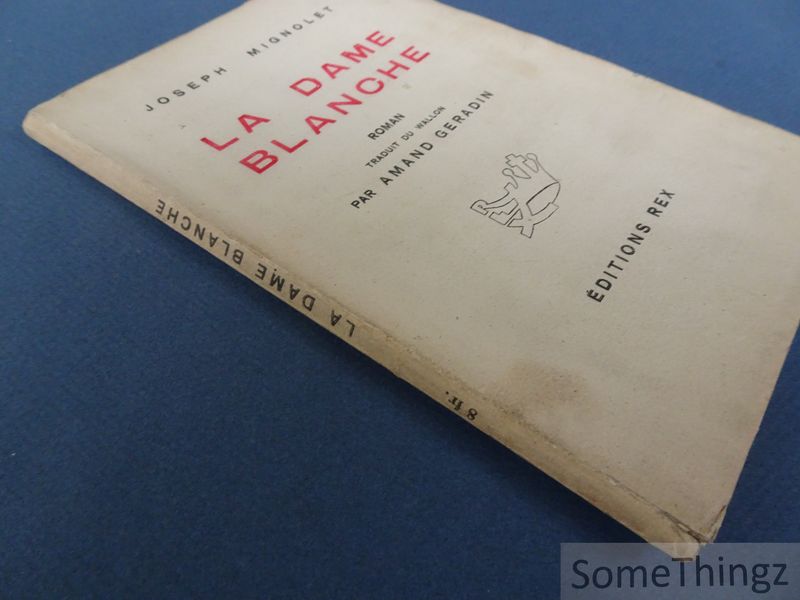 JOSEPH MIGNOLET
LA DAME
BLANCHE
ROMAN
TRADUIT DU WALLON
PAR AMAND GERADIN
REX
ÉDITIONS REX
LA DAME BLANCHE
8 fr.
SomeThingz